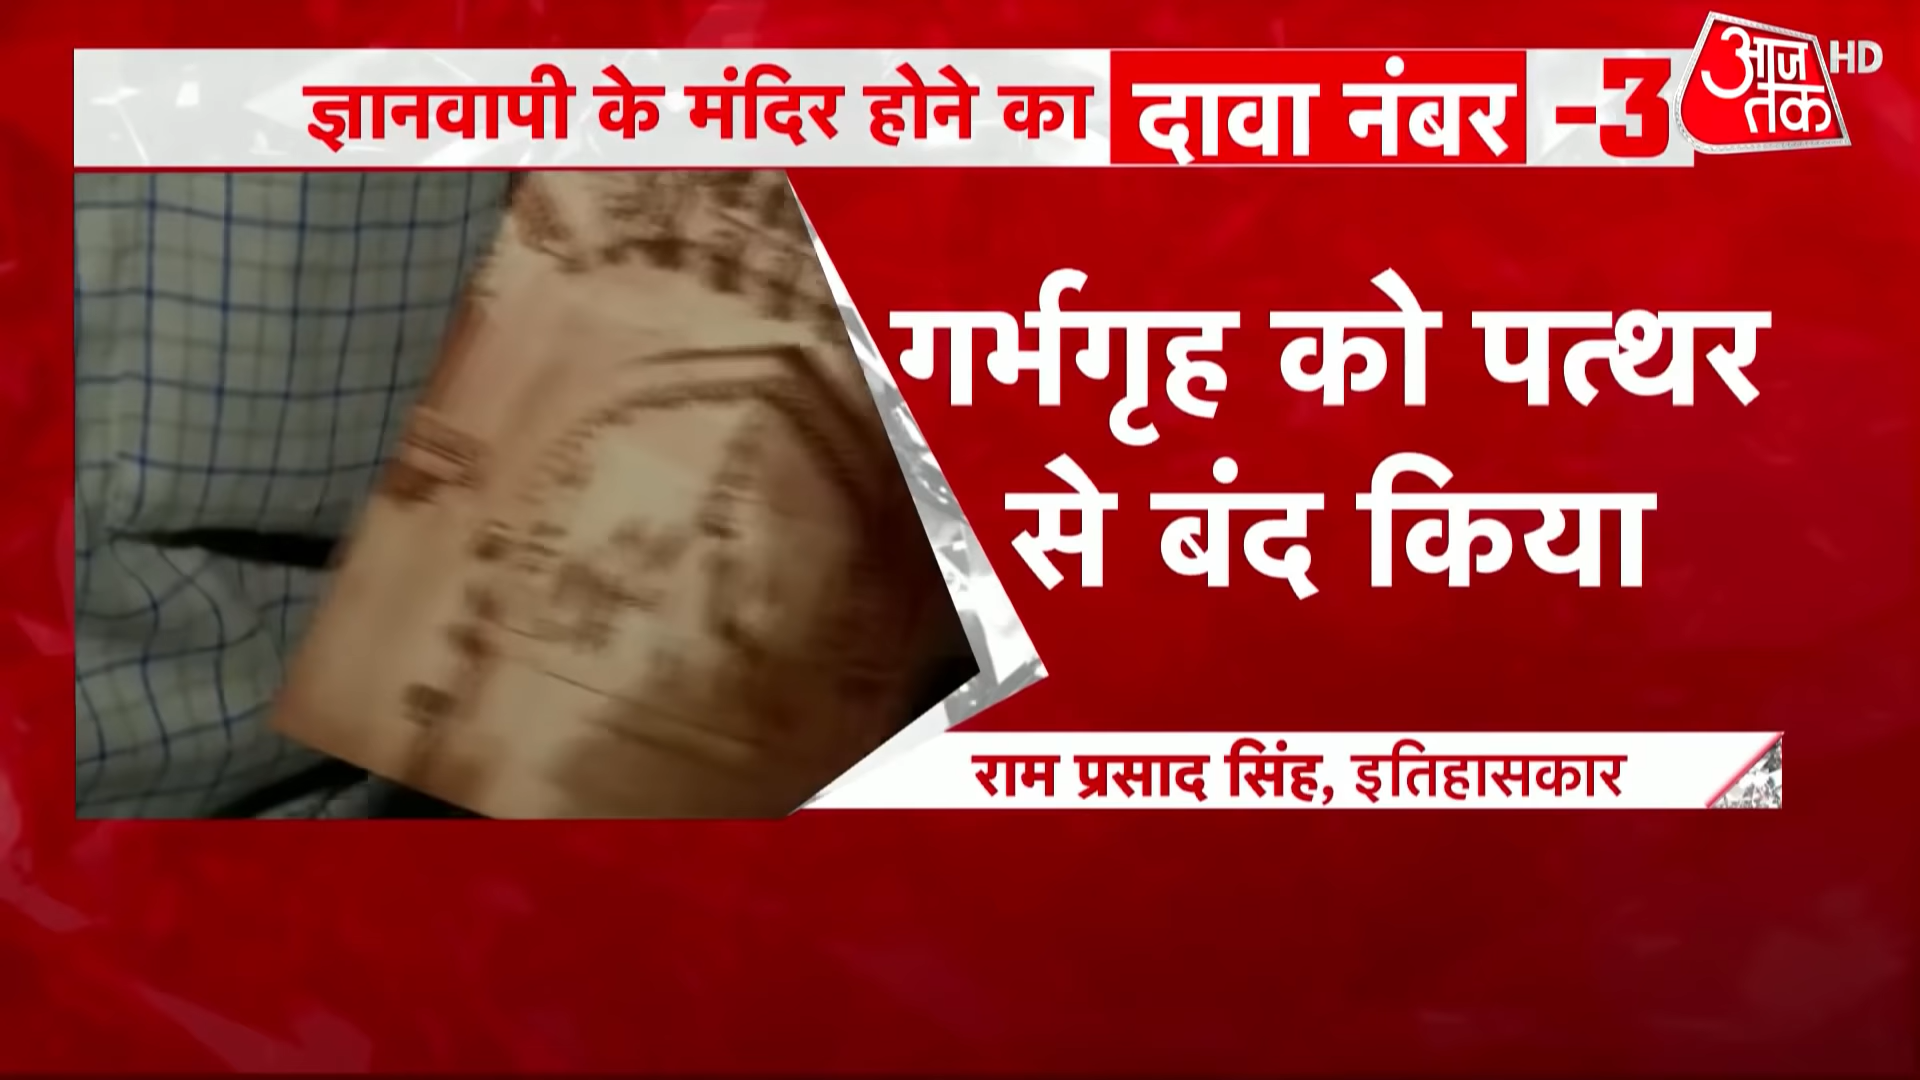 ज्ञानवापी के मंदिर होने का दावा नंबर -3
आज तक HD
गर्भगृह को पत्थर
से बंद किया
राम प्रसाद सिंह, इतिहासकार